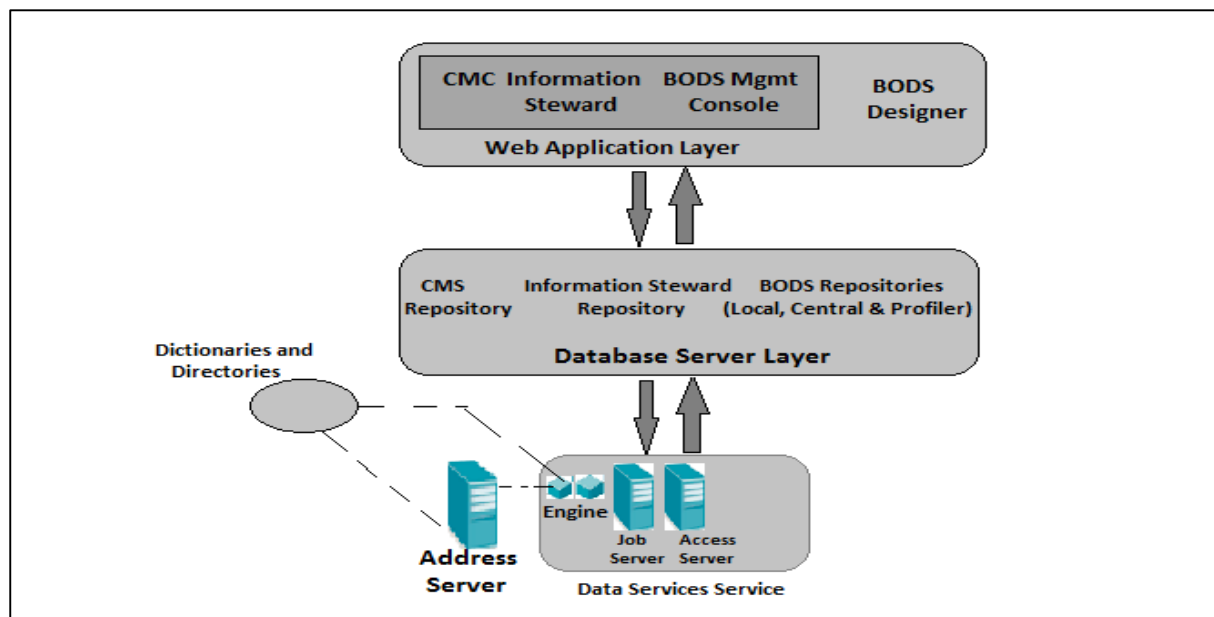 CMC Information Steward
BODS Mgmt Console
BODS Designer
Web Application Layer
CMS Repository
Information Steward Repository
BODS Repositories
(Local, Central & Profiler)
Database Server Layer
Dictionaries and
Directories
Engine
Job Server
Access Server
Address Server
Data Services Service